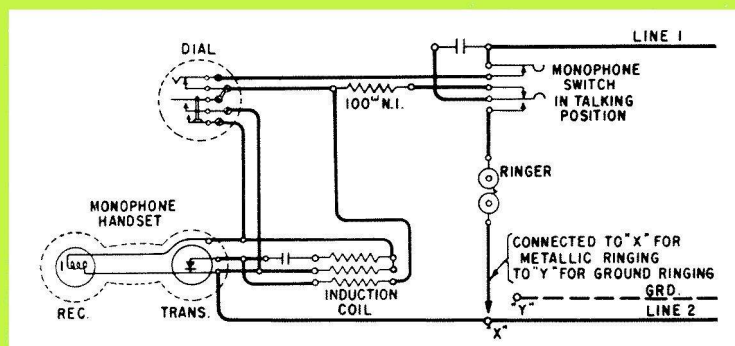 LINE 1
DIAL
MONOPHONE
SWITCH
IN TALKING
POSITION
100ω N.I.
RINGER
MONOPHONE
HANDSET
CONNECTED TO "X" FOR
METALLIC RINGING
TO "Y" FOR GROUND RINGING
GRD.
"Y"
INDUCTION
COIL
REC.
TRANS.
LINE 2
"X"